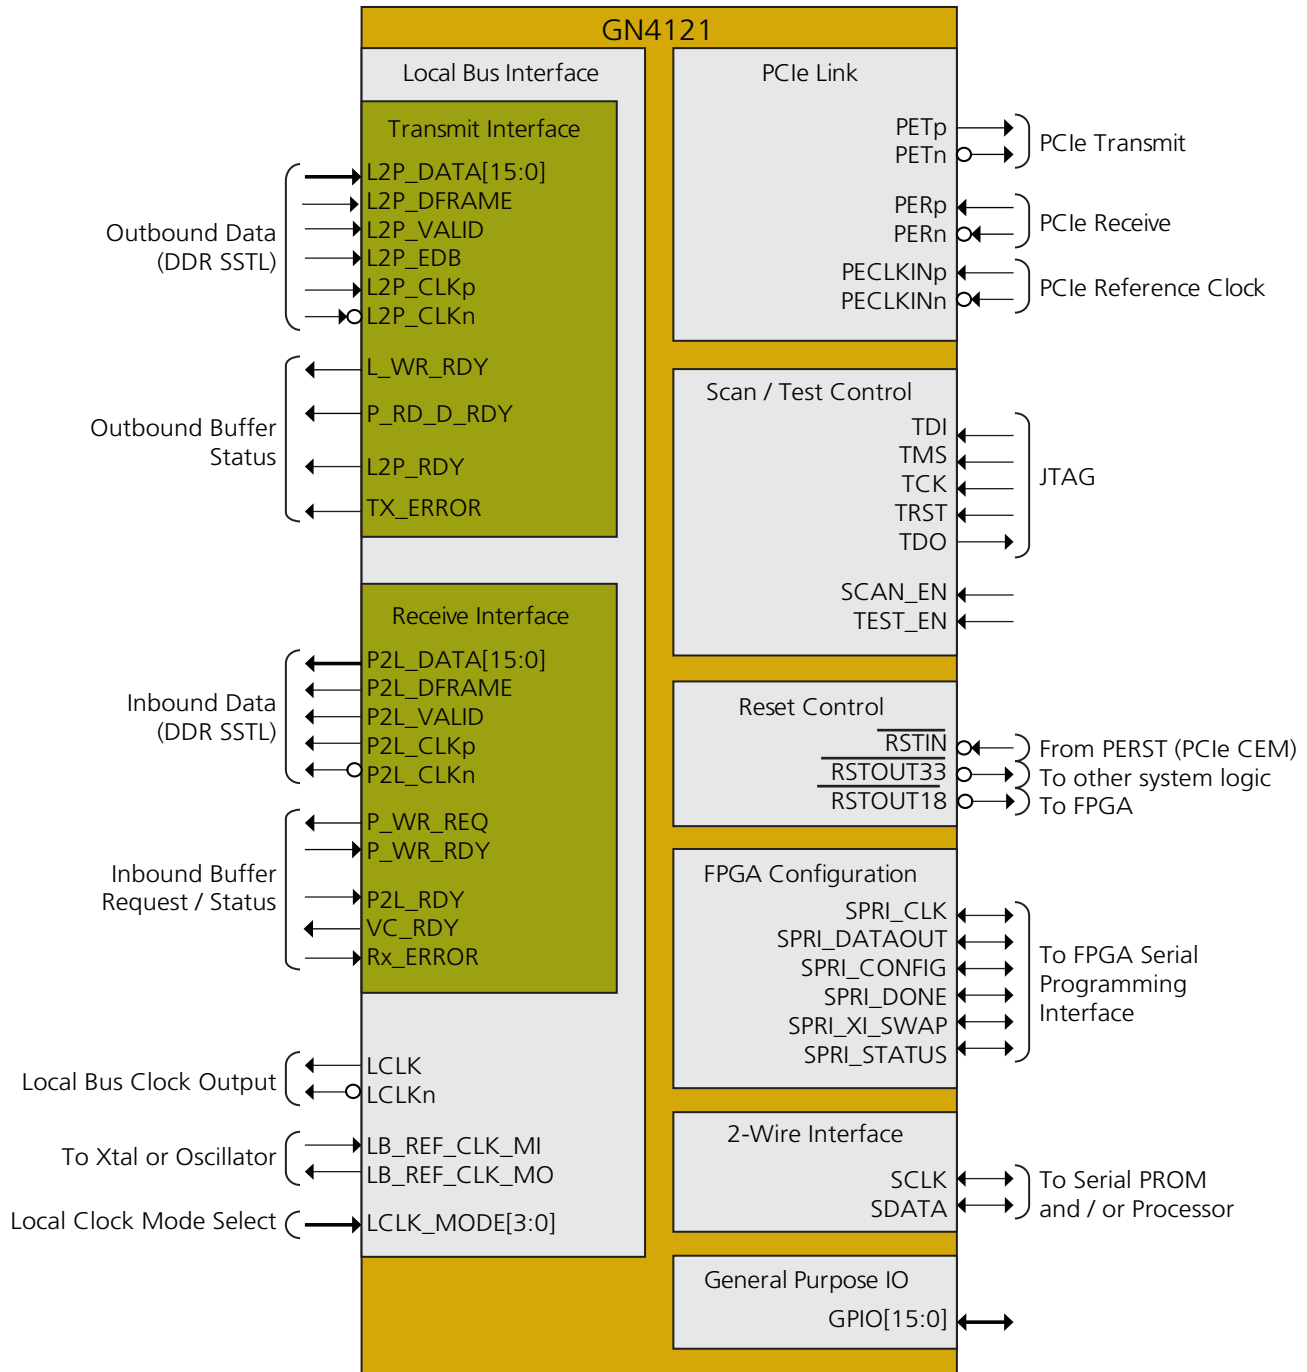 GN4121
Local Bus Interface
Transmit Interface
Outbound Data
(DDR SSTL)
L2P_DATA[15:0]
L2P_DFRAME
L2P_VALID
L2P_EDB
L2P_CLKp
L2P_CLKn
Outbound Buffer
Status
L_WR_RDY
P_RD_D_RDY
L2P_RDY
TX_ERROR
Receive Interface
Inbound Data
(DDR SSTL)
P2L_DATA[15:0]
P2L_DFRAME
P2L_VALID
P2L_CLKp
P2L_CLKn
Inbound Buffer
Request / Status
P_WR_REQ
P_WR_RDY
P2L_RDY
VC_RDY
Rx_ERROR
Local Bus Clock Output
LCLK
LCLKn
To Xtal or Oscillator
LB_REF_CLK_MI
LB_REF_CLK_MO
Local Clock Mode Select
LCLK_MODE[3:0]
PCIe Link
PETp
PETn
PCIe Transmit
PERp
PERn
PCIe Receive
PECLKINp
PECLKINn
PCIe Reference Clock
Scan / Test Control
TDI
TMS
TCK
TRST
TDO
JTAG
SCAN_EN
TEST_EN
Reset Control
RSTIN
From PERST (PCIe CEM)
RSTOUT33
To other system logic
RSTOUT18
To FPGA
FPGA Configuration
SPRI_CLK
SPRI_DATAOUT
SPRI_CONFIG
SPRI_DONE
SPRI_XI_SWAP
SPRI_STATUS
To FPGA Serial
Programming
Interface
2-Wire Interface
SCLK
SDATA
To Serial PROM
and / or Processor
General Purpose IO
GPIO[15:0]